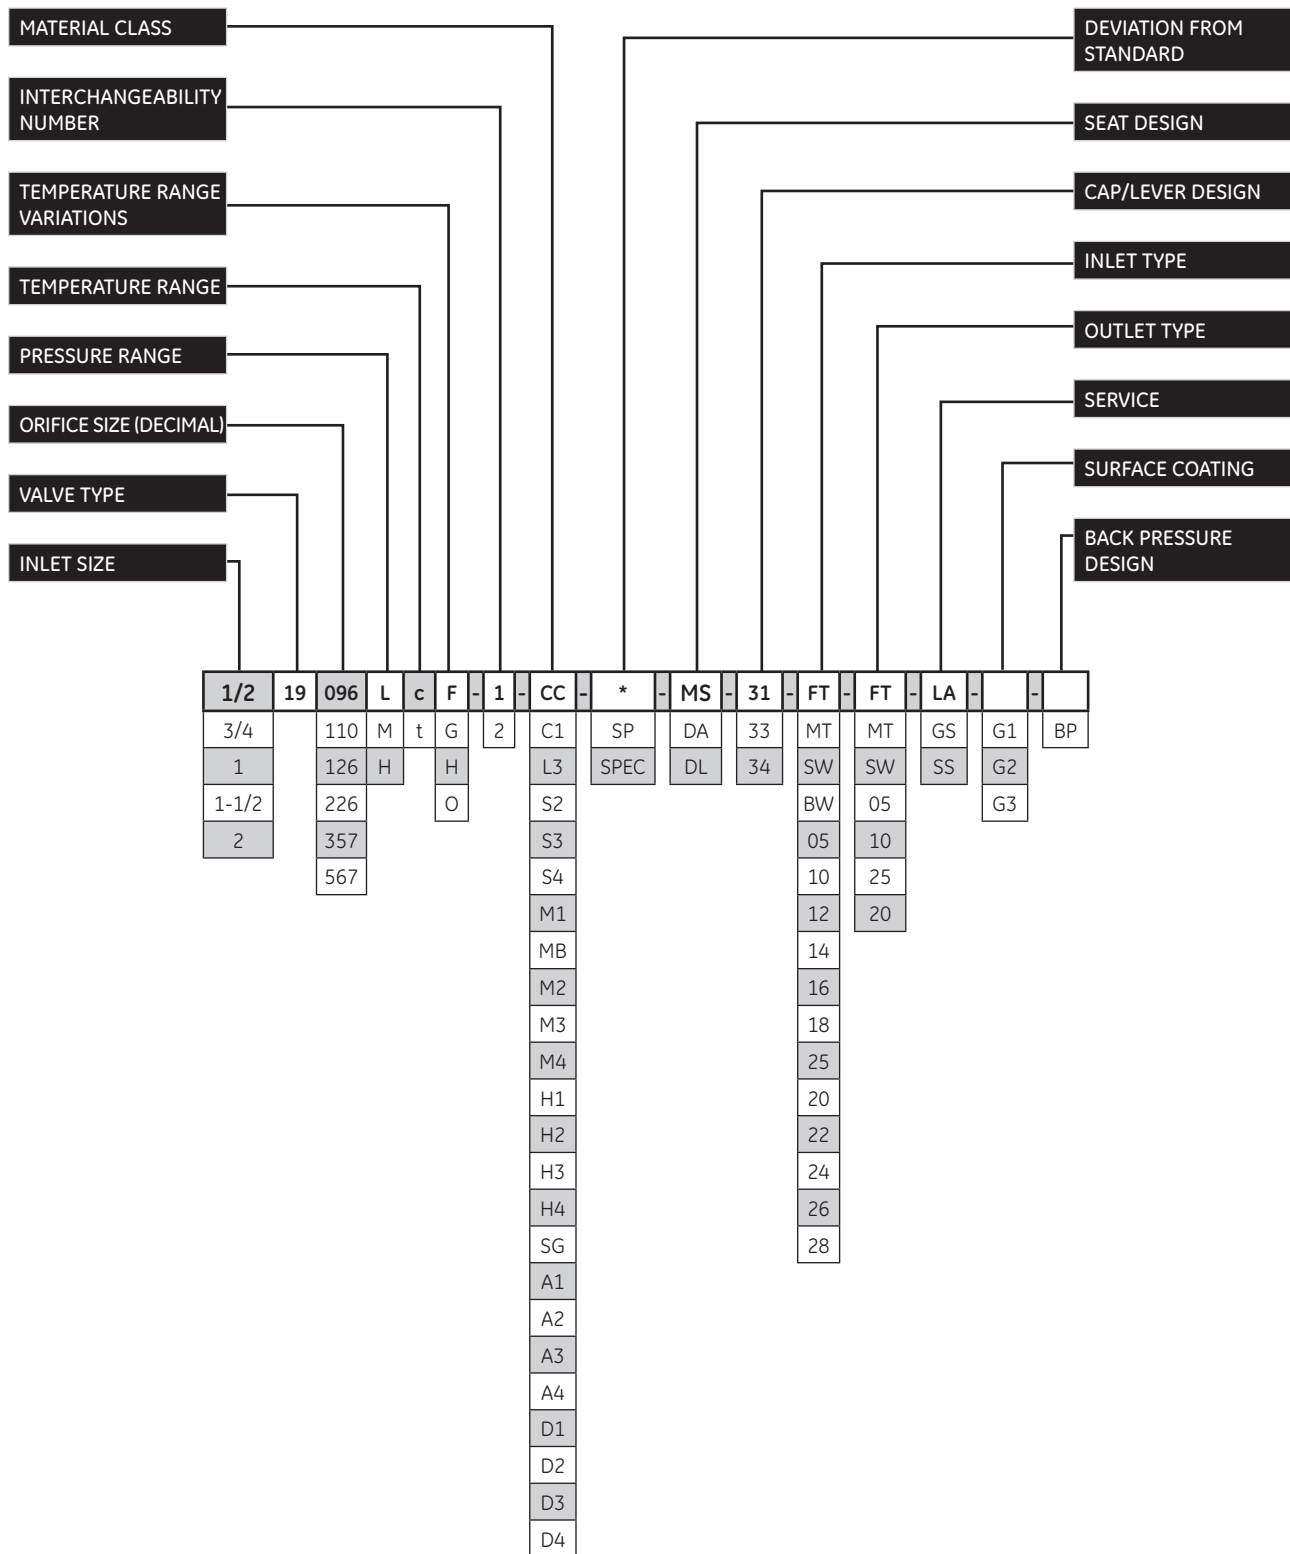 MATERIAL CLASS
INTERCHANGEABILITY
NUMBER
TEMPERATURE RANGE
VARIATIONS
TEMPERATURE RANGE
PRESSURE RANGE
ORIFICE SIZE (DECIMAL)
VALVE TYPE
INLET SIZE
DEVIATION FROM
STANDARD
SEAT DESIGN
CAP/LEVER DESIGN
INLET TYPE
OUTLET TYPE
SERVICE
SURFACE COATING
BACK PRESSURE
DESIGN
1/2 19 096 L c F - 1 - CC - * - MS - 31 - FT - FT - LA - -
3/4 110 M t G 2 C1 SP DA 33 MT MT GS G1 BP
1 126 H H L3 SPEC DL 34 SW SW SS G2
1-1/2 226 O S2 BW 05 G3
2 357 S3 05 10
567 S4 10 25
M1 12 20
MB 14
M2 16
M3 18
M4 25
H1 20
H2 22
H3 24
H4 26
SG 28
A1
A2
A3
A4
D1
D2
D3
D4